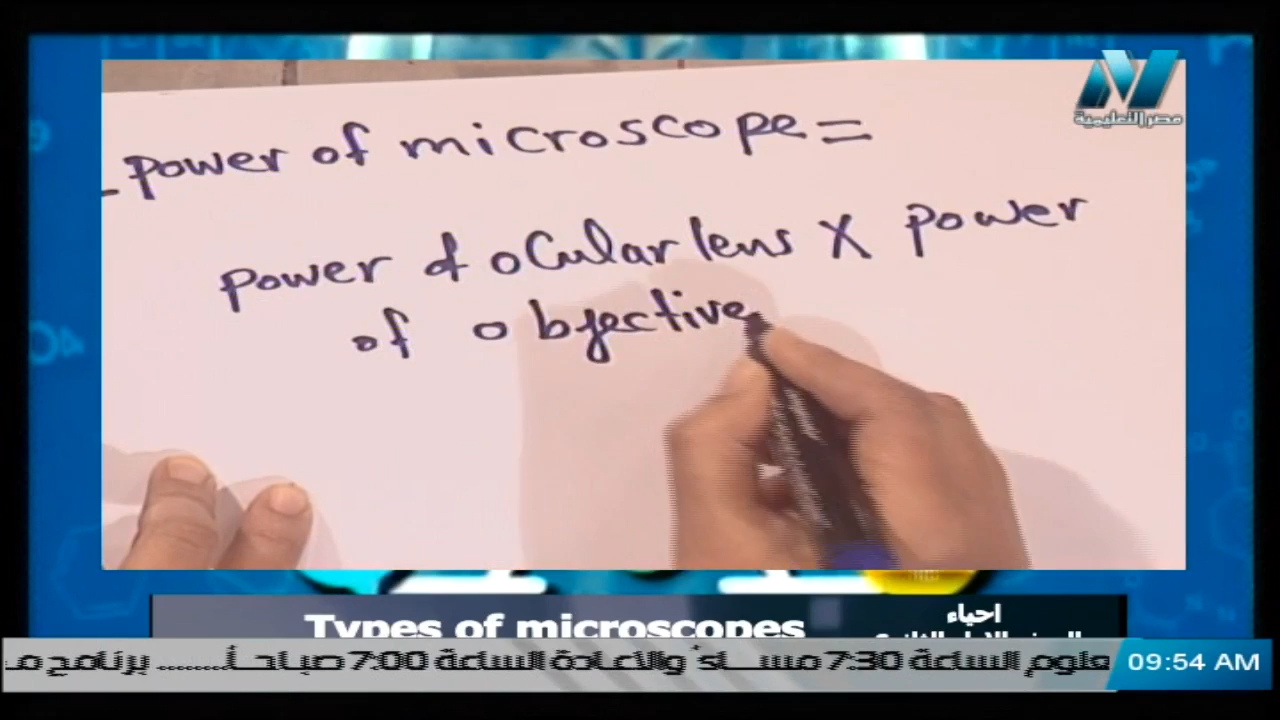 مصر التعليمية
- power of microscope =
power of ocular lens X power
of objective
Types of microscopes
احياء
علوم الساعة 7:30 مساءً والاعادة الساعة 7:00 صباحاً....... برنامج
09:54 AM